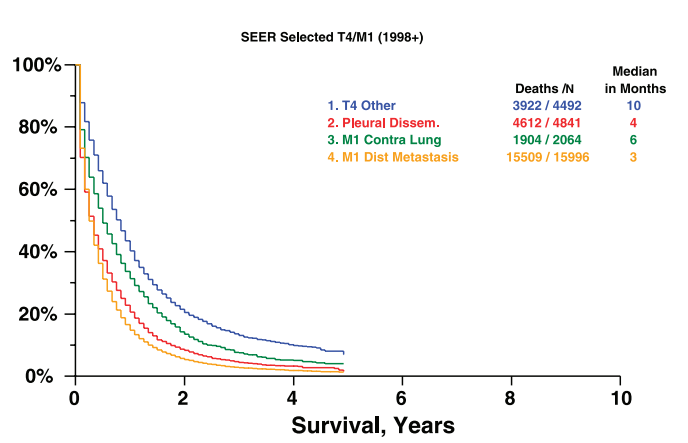 SEER Selected T4/M1 (1998+)
100%
80%
60%
40%
20%
0%
0 2 4 6 8 10
Survival, Years
Median
Deaths /N in Months
1. T4 Other 3922 / 4492 10
2. Pleural Dissem. 4612 / 4841 4
3. M1 Contra Lung 1904 / 2064 6
4. M1 Dist Metastasis 15509 / 15996 3